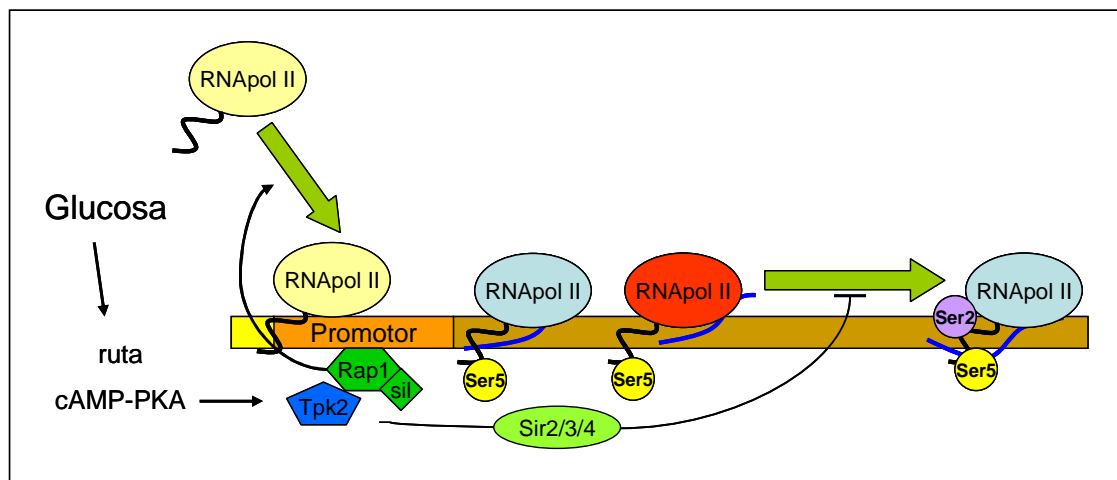 RNApol II
Glucosa
RNApol II
RNApol II
RNApol II
RNApol II
Ser2
Promotor
ruta
Rap1
sil
Ser5
Ser5
Ser5
cAMP-PKA
Tpk2
Sir2/3/4